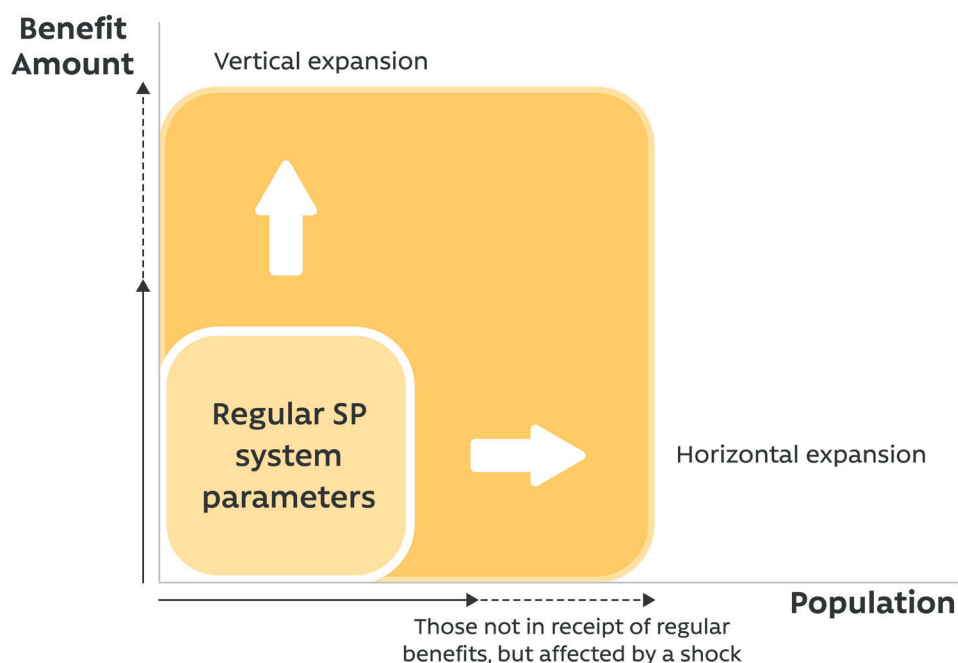 Benefit
Amount
Vertical expansion
Regular SP
system
parameters
Horizontal expansion
Population
Those not in receipt of regular
benefits, but affected by a shock